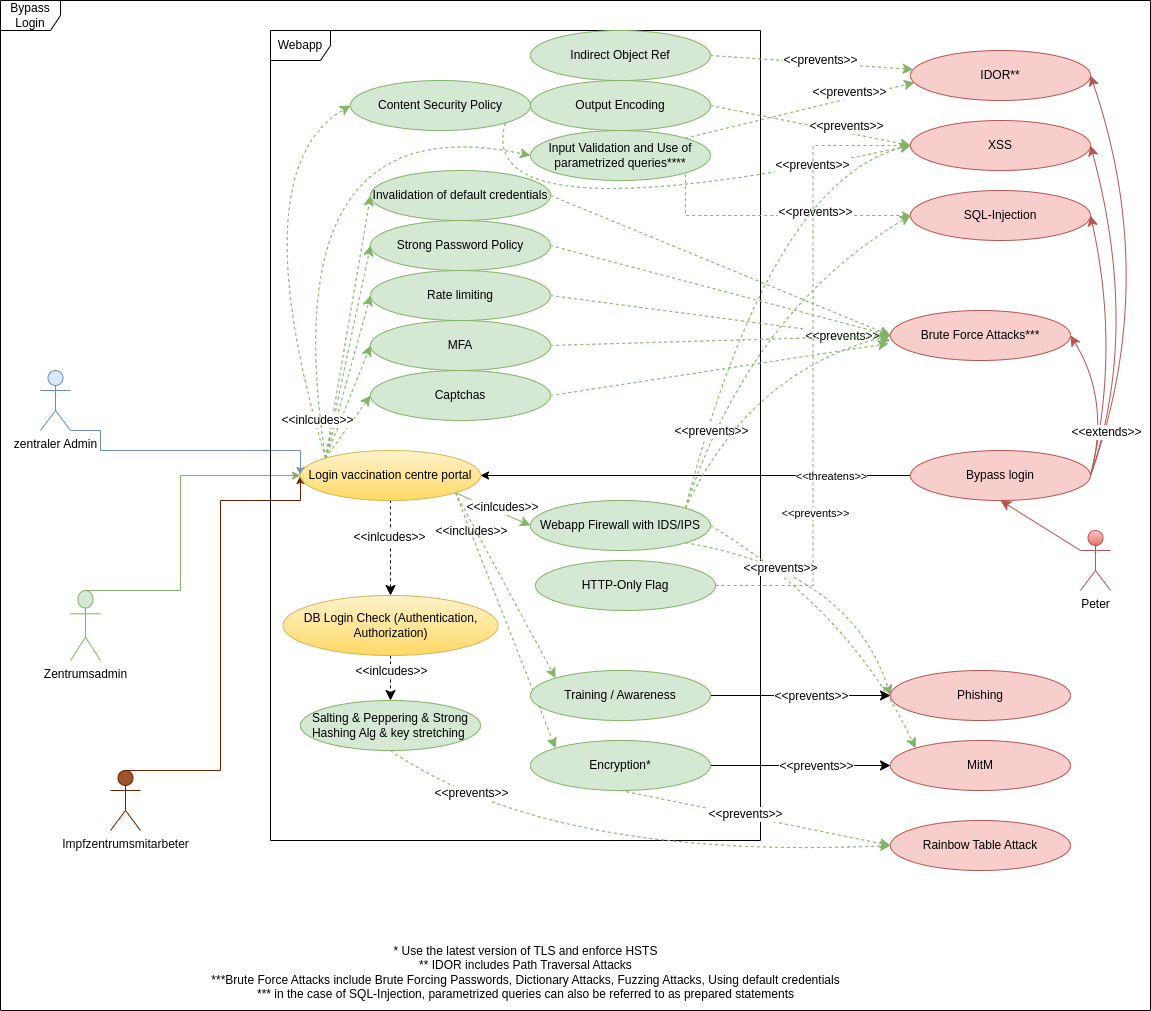 Bypass
Login
Webapp
Indirect Object Ref
<<prevents>>
IDOR**
<<prevents>>
Content Security Policy
Output Encoding
<<prevents>>
XSS
Input Validation and Use of
parametrized queries****
<<prevents>>
Invalidation of default credentials
<<prevents>>
SQL-Injection
Strong Password Policy
Rate limiting
<<prevents>>
Brute Force Attacks***
MFA
Captchas
<<inlcudes>>
<<prevents>>
<<extends>>
zentraler Admin
Login vaccination centre portal
<<threatens>>
Bypass login
<<inlcudes>>
<<prevents>>
<<includes>>
Webapp Firewall with IDS/IPS
<<inlcudes>>
<<prevents>>
HTTP-Only Flag
Peter
DB Login Check (Authentication,
Authorization)
Zentrumsadmin
<<inlcudes>>
Training / Awareness
<<prevents>>
Phishing
Salting & Peppering & Strong
Hashing Alg & key stretching
Encryption*
<<prevents>>
MitM
<<prevents>>
<<prevents>>
Impfzentrumsmitarbeter
Rainbow Table Attack
* Use the latest version of TLS and enforce HSTS
** IDOR includes Path Traversal Attacks
***Brute Force Attacks include Brute Forcing Passwords, Dictionary Attacks, Fuzzing Attacks, Using default credentials
*** in the case of SQL-Injection, parametrized queries can also be referred to as prepared statements